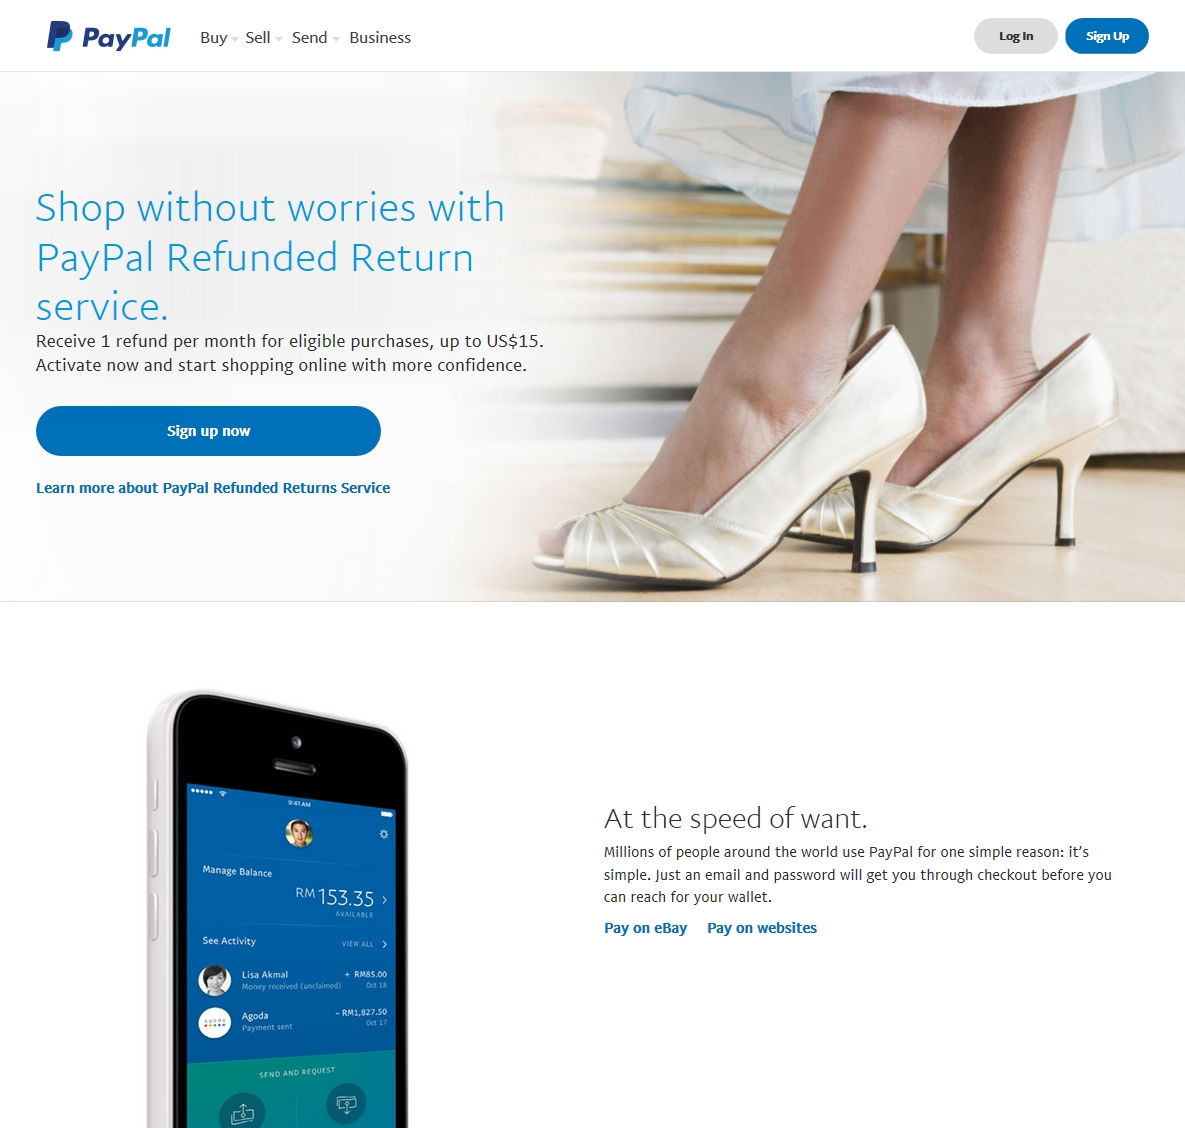 PayPal
Buy Sell Send Business
Log In
Sign Up
Shop without worries with
PayPal Refunded Return
service.
Receive 1 refund per month for eligible purchases, up to US$15.
Activate now and start shopping online with more confidence.
Sign up now
Learn more about PayPal Refunded Returns Service
9:41 AM
Manage Balance
RM 153.35
AVAILABLE
See Activity
VIEW ALL
Lisa Akmal
+ RM85.00
Money received (unclaimed)
Oct 18
Agoda
- RM1,827.50
Payment sent
Oct 17
SEND AND REQUEST
At the speed of want.
Millions of people around the world use PayPal for one simple reason: it’s
simple. Just an email and password will get you through checkout before you
can reach for your wallet.
Pay on eBay Pay on websites